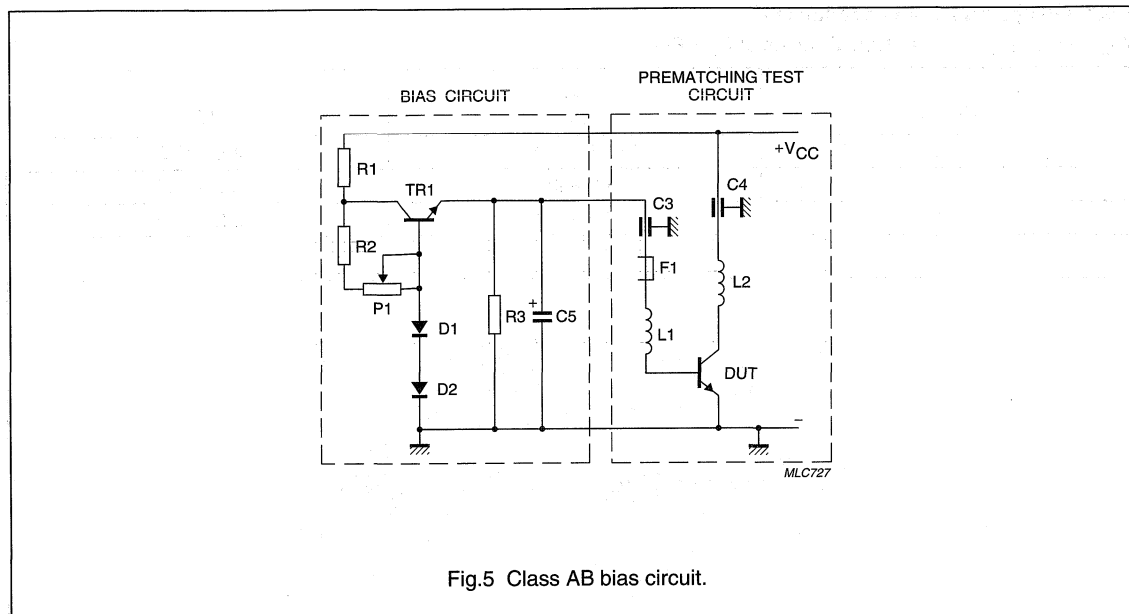 PREMATCHING TEST
CIRCUIT
BIAS CIRCUIT
+VCC
R1
TR1
C3
C4
R2
F1
L2
P1
D1
R3
+
C5
L1
DUT
D2
–
MLC727
Fig.5 Class AB bias circuit.